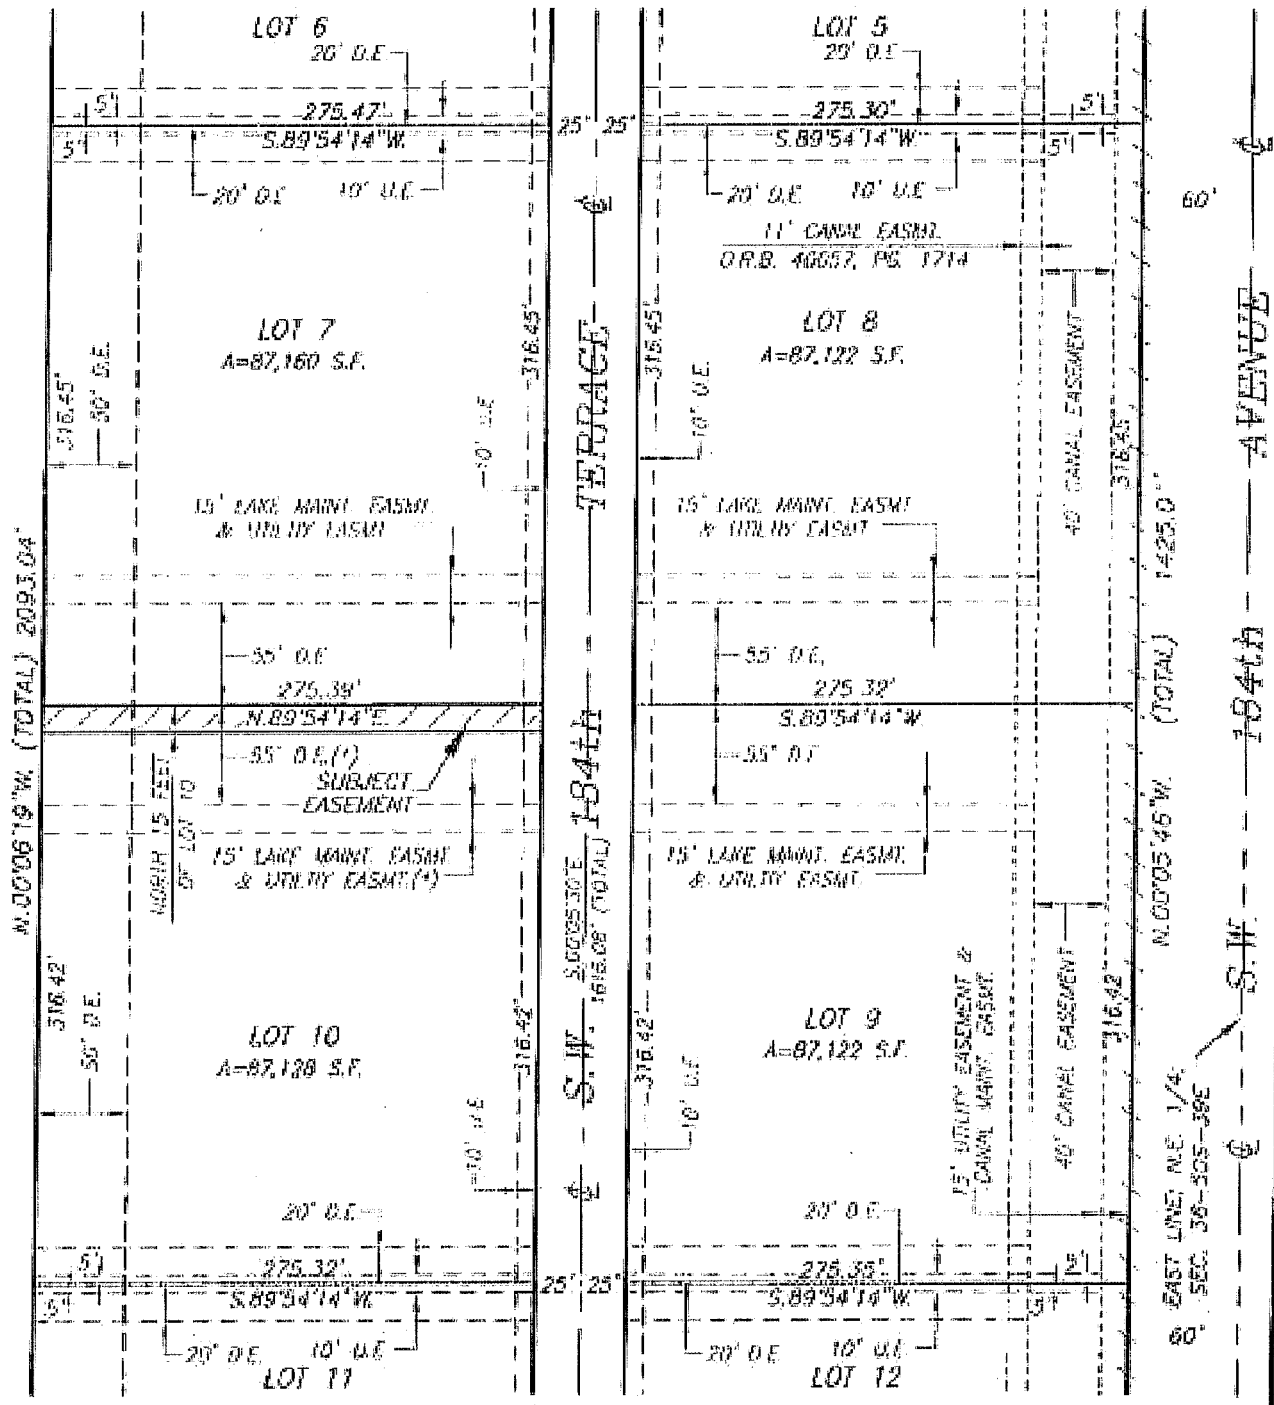 LOT 6
20' D.E.
275.47'
S.89°54'14"W.
5'
5'
20' D.E.
10' U.E.
25' 25'
LOT 5
20' D.E.
275.30'
S.89°54'14"W.
5'
5'
20' D.E.
10' U.E.
11' CANAL EASMT.
O.R.B. 46657, PG. 1714
60'
LOT 7
A=87,160 S.F.
316.45'
50' D.E.
316.45'
10' U.E.
15' LAKE MAINT. EASMT.
& UTILITY EASMT.
55' D.E.
275.39'
N.89°54'14"E.
55' D.E.(*)
SUBJECT
EASEMENT
NORTH 15 FEET
OF LOT 10
15' LAKE MAINT. EASMT.
& UTILITY EASMT.(*)
N.00°06'19"W. (TOTAL) 2093.04'
LOT 8
A=87,122 S.F.
316.45'
10' U.E.
40' CANAL EASEMENT
316.45'
15' LAKE MAINT. EASMT.
& UTILITY EASMT.
55' D.E.
275.39'
S.89°54'14"W.
55' D.E.
15' LAKE MAINT. EASMT.
& UTILITY EASMT.
S.W. 184th TERRACE
S.00°05'30"E.
1616.08' (TOTAL)
N.00°05'46"W. (TOTAL) 1425.0
S.W. 184th AVENUE
LOT 10
A=87,128 S.F.
316.42'
50' D.E.
316.42'
10' U.E.
20' D.E.
275.32'
S.89°54'14"W.
5'
5'
20' D.E.
10' U.E.
LOT 11
25' 25'
LOT 9
A=87,122 S.F.
316.42'
10' U.E.
15' UTILITY EASEMENT &
CANAL MAINT. EASMT.
40' CANAL EASEMENT
316.42'
20' D.E.
275.35'
S.89°54'14"W.
5'
5'
20' D.E.
10' U.E.
LOT 12
EAST LINE, N.E. 1/4,
SEC. 36-50S-39E
60'